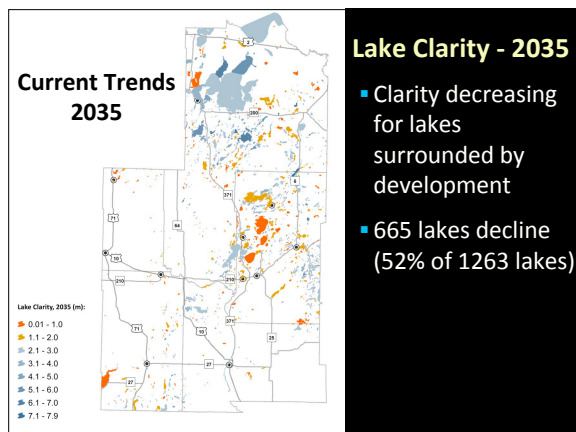 Current Trends
2035
2
200
6
371
71
64
10
210
210
371
71
10
25
27
27
Lake Clarity, 2035 (m):
0.01 - 1.0
1.1 - 2.0
2.1 - 3.0
3.1 - 4.0
4.1 - 5.0
5.1 - 6.0
6.1 - 7.0
7.1 - 7.9
Lake Clarity - 2035
▪ Clarity decreasing
for lakes
surrounded by
development
▪ 665 lakes decline
(52% of 1263 lakes)